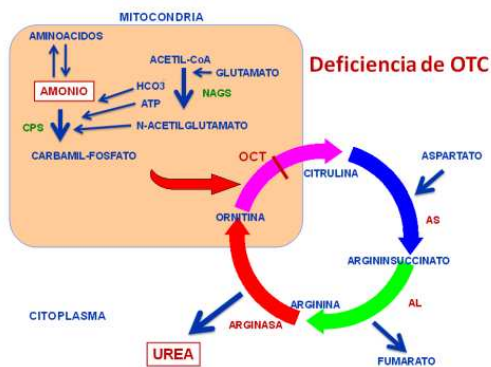 MITOCONDRIA
AMINOACIDOS
ACETIL-CoA
Deficiencia de OTC
GLUTAMATO
HCO3
AMONIO
NAGS
ATP
CPS
N-ACETILGLUTAMATO
CARBAMIL-FOSFATO
OCT
CITRULINA
ASPARTATO
ORNITINA
AS
ARGININSUCCINATO
ARGININA
AL
CITOPLASMA
ARGINASA
UREA
FUMARATO